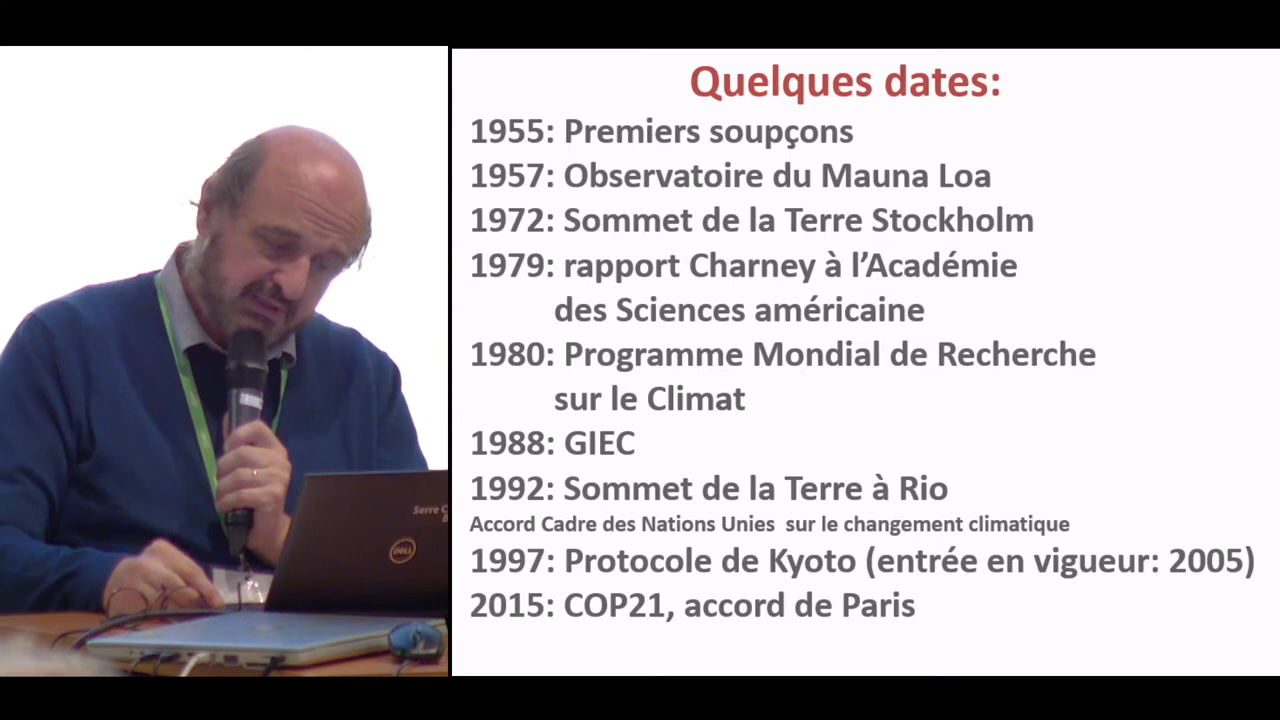 Quelques dates:
1955: Premiers soupçons
1957: Observatoire du Mauna Loa
1972: Sommet de la Terre Stockholm
1979: rapport Charney à l’Académie
des Sciences américaine
1980: Programme Mondial de Recherche
sur le Climat
1988: GIEC
1992: Sommet de la Terre à Rio
Accord Cadre des Nations Unies  sur le changement climatique
1997: Protocole de Kyoto (entrée en vigueur: 2005)
2015: COP21, accord de Paris
Serre
DELL